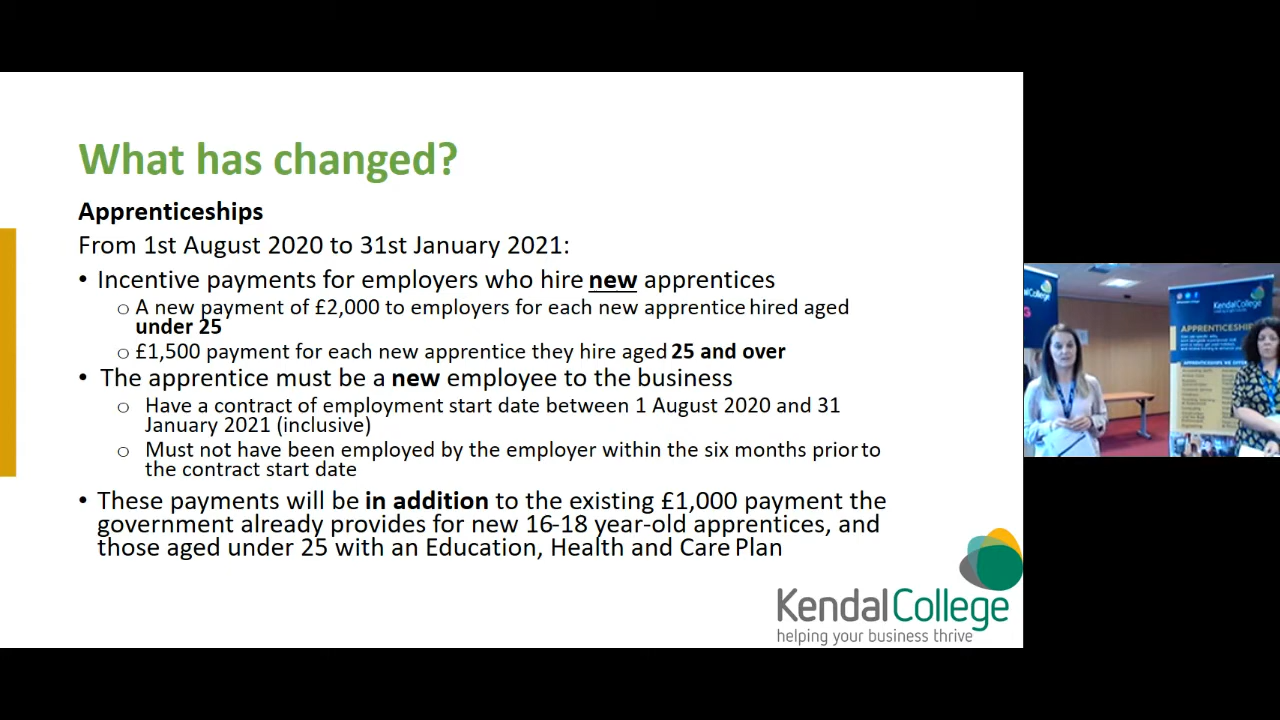 What has changed?
Apprenticeships
From 1st August 2020 to 31st January 2021:
• Incentive payments for employers who hire new apprentices
o A new payment of £2,000 to employers for each new apprentice hired aged
under 25
o £1,500 payment for each new apprentice they hire aged 25 and over
• The apprentice must be a new employee to the business
o Have a contract of employment start date between 1 August 2020 and 31
January 2021 (inclusive)
o Must not have been employed by the employer within the six months prior to
the contract start date
• These payments will be in addition to the existing £1,000 payment the
government already provides for new 16-18 year-old apprentices, and
those aged under 25 with an Education, Health and Care Plan
KendalCollege
helping your business thrive
KendalCollege
APPRENTICESHIP